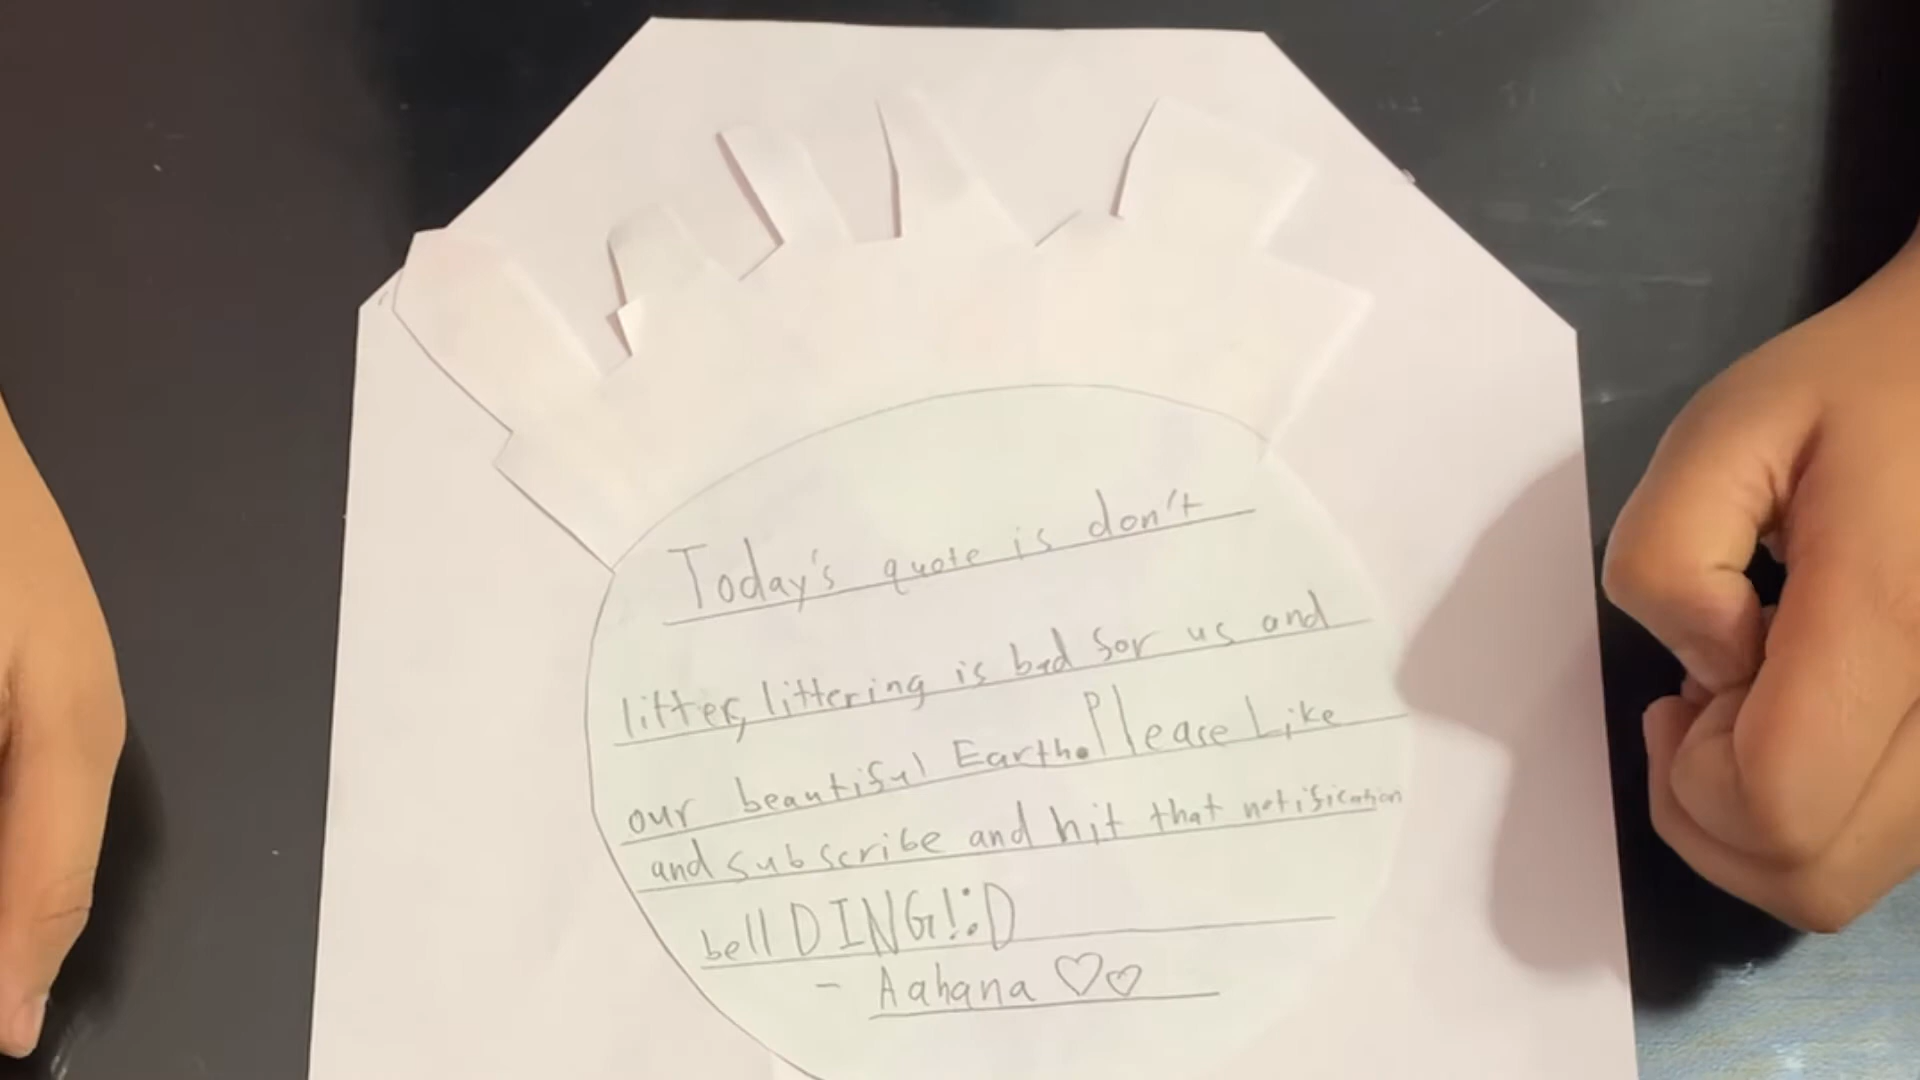 Today's quote is don't
litter, littering is bad for us and
our beautiful Earth. Please Like
and subscribe and hit that notification
bell DING! :D
- Aahana ♡♡